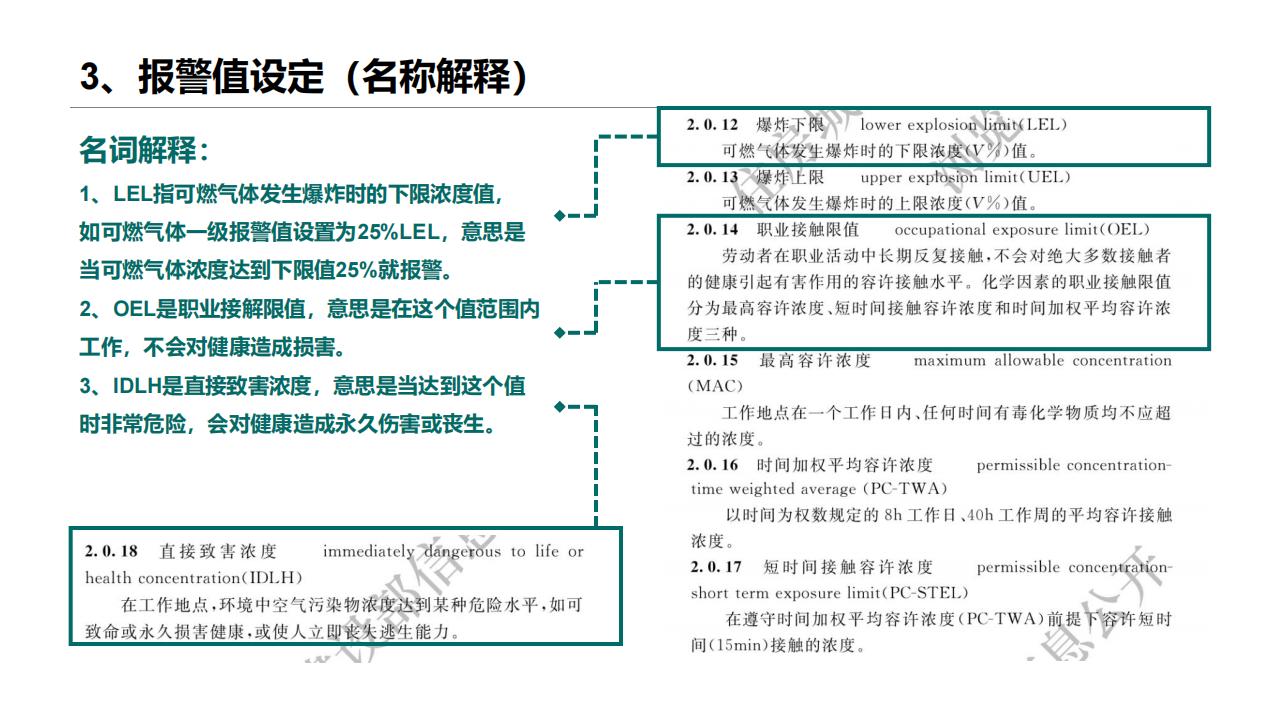 3、报警值设定（名称解释）
名词解释：
1、LEL指可燃气体发生爆炸时的下限浓度值，
如可燃气体一级报警值设置为25%LEL，意思是
当可燃气体浓度达到下限值25%就报警。
2、OEL是职业接解限值，意思是在这个值范围内
工作，不会对健康造成损害。
3、IDLH是直接致害浓度，意思是当达到这个值
时非常危险，会对健康造成永久伤害或丧生。
2.0.18 直接致害浓度 immediately dangerous to life or
health concentration(IDLH)
在工作地点,环境中空气污染物浓度达到某种危险水平,如可
致命或永久损害健康,或使人立即丧失逃生能力。
设部信息
2.0.12 爆炸下限 lower explosion limit(LEL)
可燃气体发生爆炸时的下限浓度(V%)值。
2.0.13 爆炸上限 upper explosion limit(UEL)
可燃气体发生爆炸时的上限浓度(V%)值。
2.0.14 职业接触限值 occupational exposure limit(OEL)
劳动者在职业活动中长期反复接触,不会对绝大多数接触者
的健康引起有害作用的容许接触水平。化学因素的职业接触限值
分为最高容许浓度、短时间接触容许浓度和时间加权平均容许浓
度三种。
2.0.15 最高容许浓度 maximum allowable concentration
(MAC)
工作地点在一个工作日内、任何时间有毒化学物质均不应超
过的浓度。
2.0.16 时间加权平均容许浓度 permissible concentration-
time weighted average (PC-TWA)
以时间为权数规定的8h工作日、40h工作周的平均容许接触
浓度。
2.0.17 短时间接触容许浓度 permissible concentration-
short term exposure limit(PC-STEL)
在遵守时间加权平均容许浓度(PC-TWA)前提下容许短时
间(15min)接触的浓度。
住房城
浏览
息公开